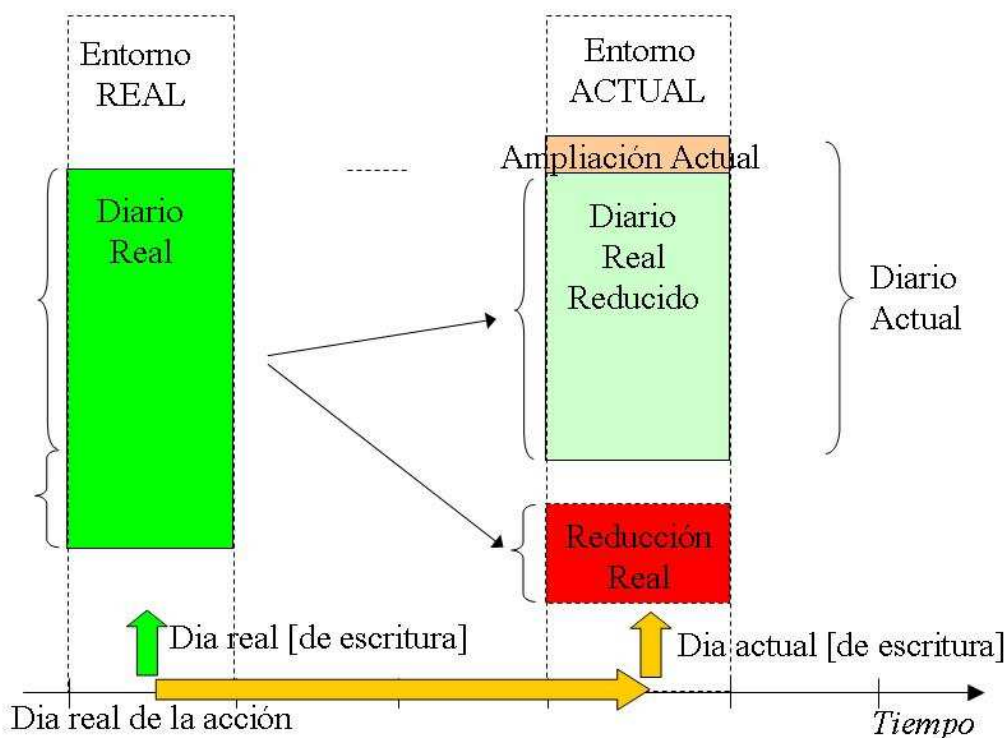 Entorno
REAL
Entorno
ACTUAL
Ampliación Actual
Diario
Real
Diario
Real
Reducido
Diario
Actual
Reducción
Real
Dia real [de escritura]
Dia actual [de escritura]
Dia real de la acción
Tiempo